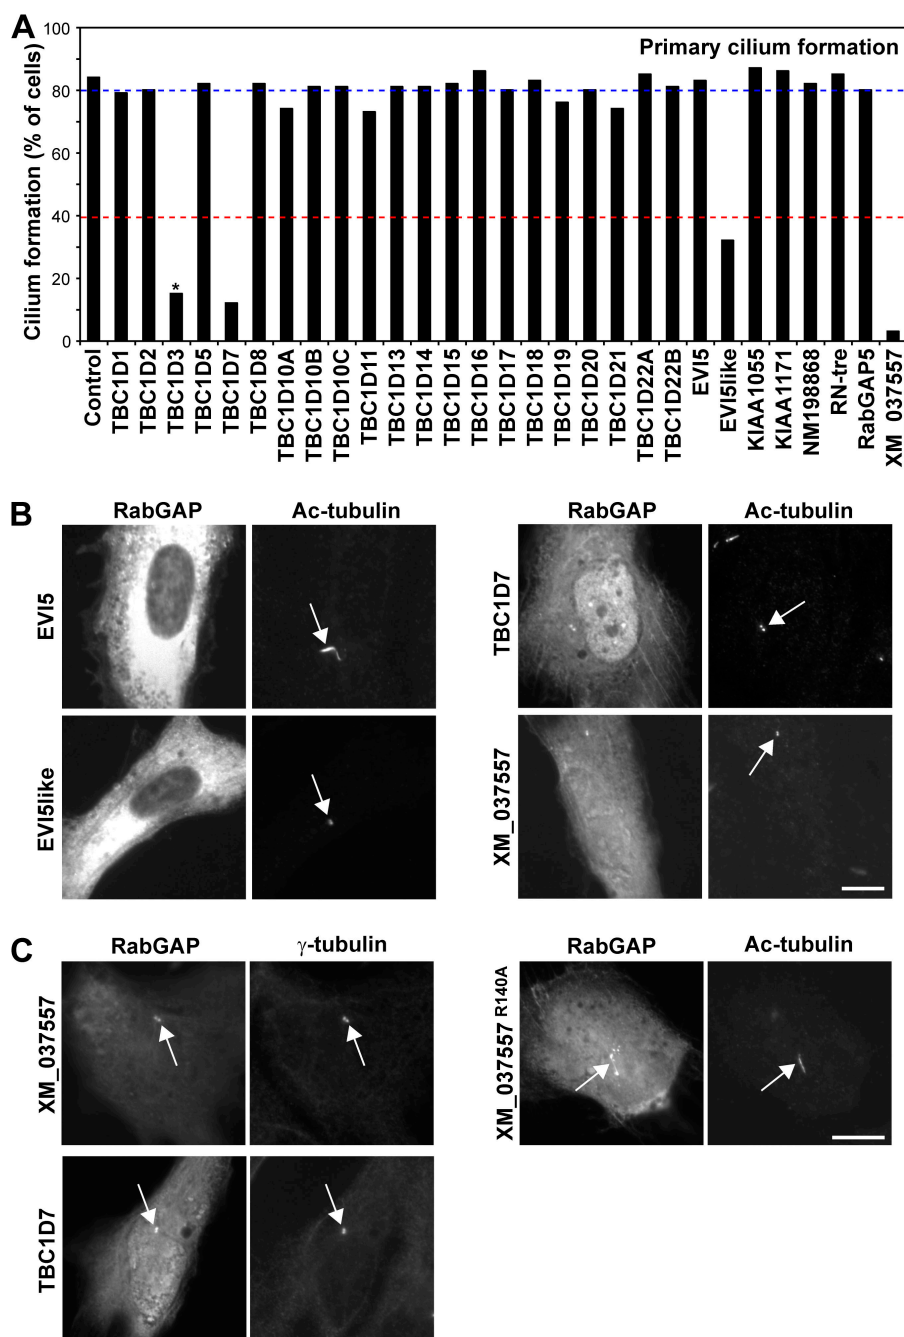 A
Primary cilium formation
Cilium formation (% of cells)
100
80
60
40
20
0
*
Control
TBC1D1
TBC1D2
TBC1D3
TBC1D5
TBC1D7
TBC1D8
TBC1D10A
TBC1D10B
TBC1D10C
TBC1D11
TBC1D13
TBC1D14
TBC1D15
TBC1D16
TBC1D17
TBC1D18
TBC1D19
TBC1D20
TBC1D21
TBC1D22A
TBC1D22B
EVI5
EVI5like
KIAA1055
KIAA1171
NM198868
RN-tre
RabGAP5
XM_037557
B
RabGAP Ac-tubulin
EVI5
EVI5like
RabGAP Ac-tubulin
TBC1D7
XM_037557
C
RabGAP γ-tubulin
XM_037557
TBC1D7
RabGAP Ac-tubulin
XM_037557 R140A